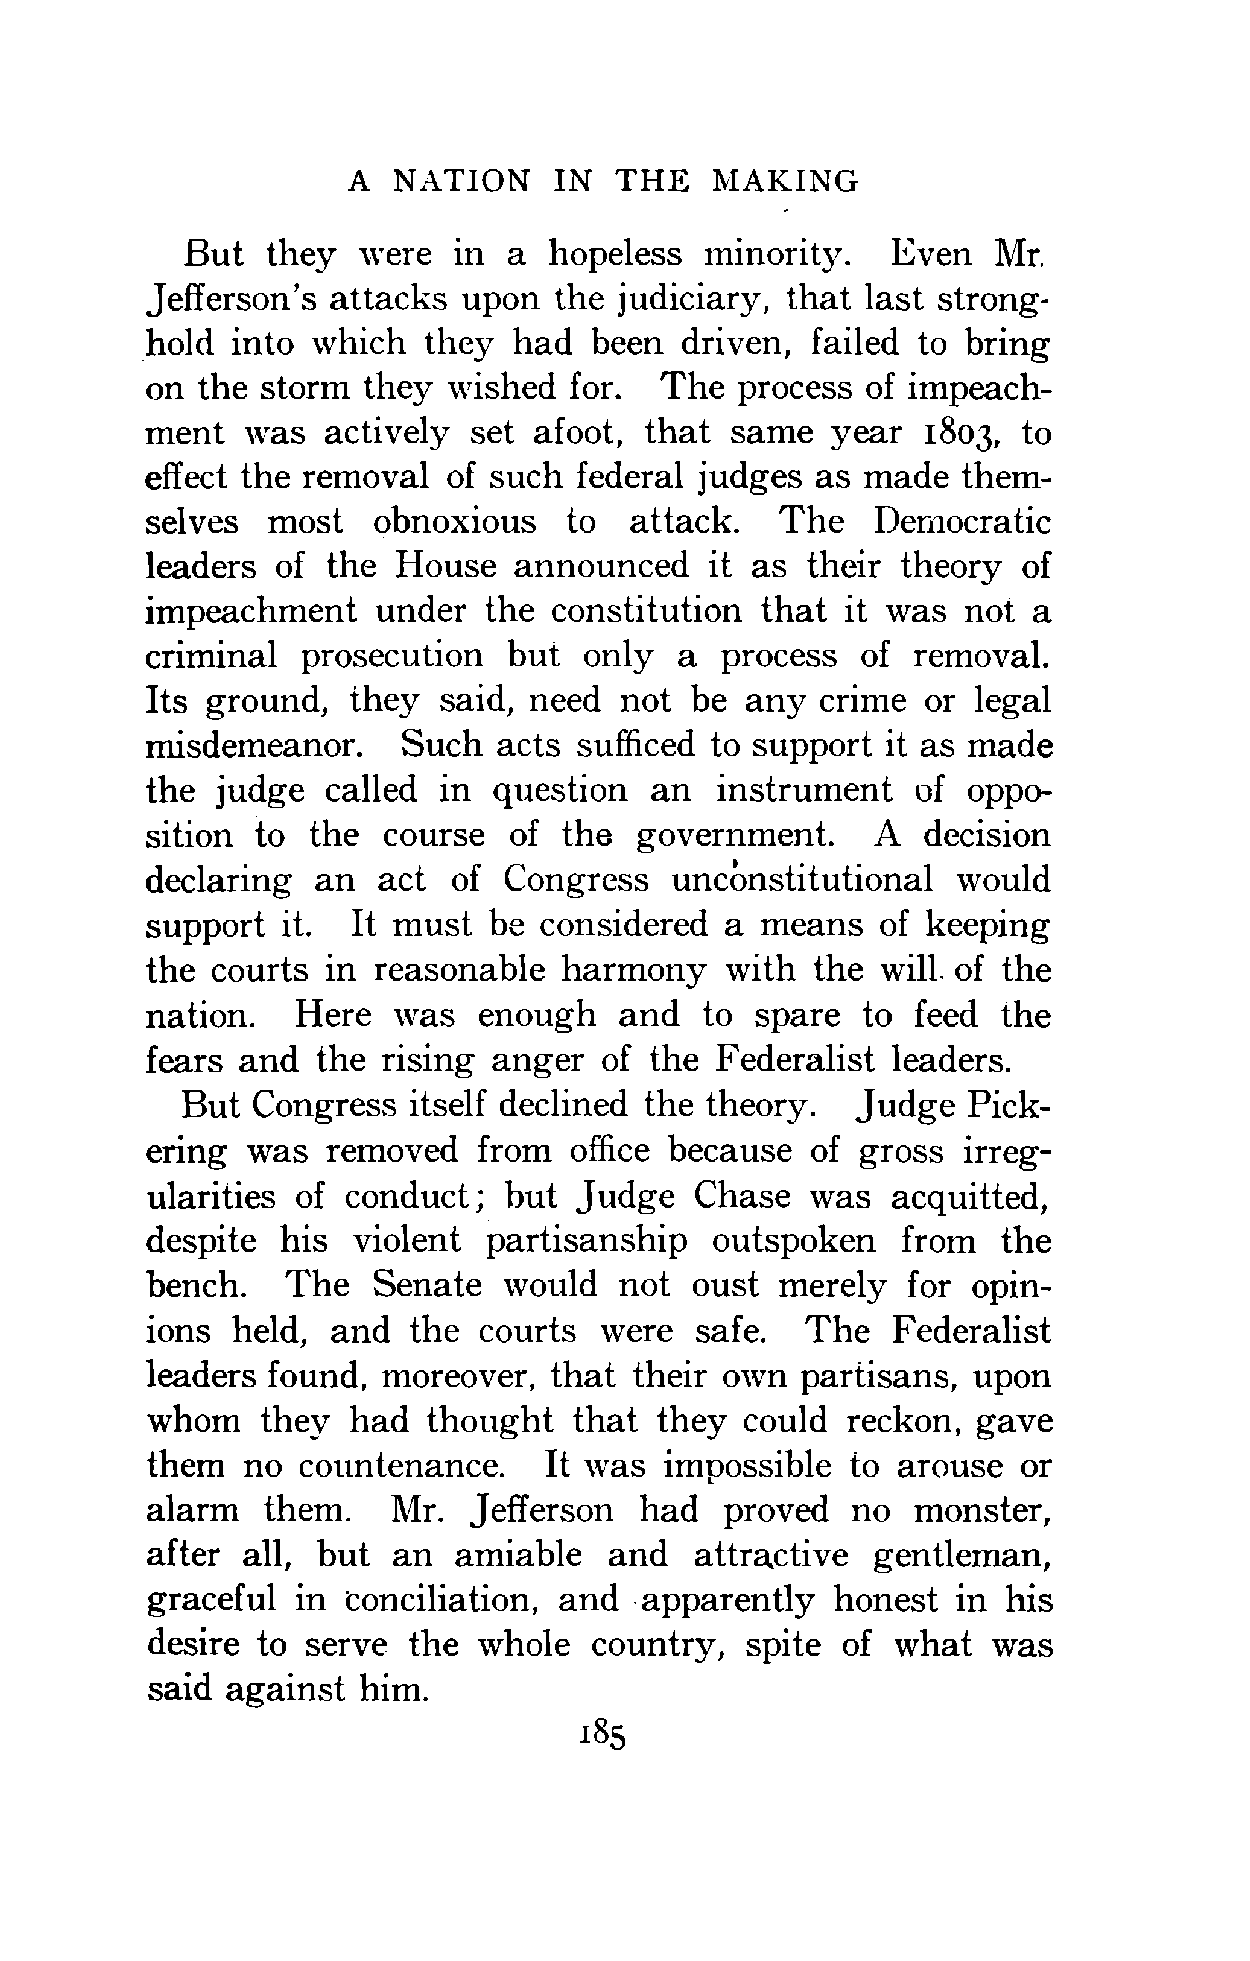 A NATION IN THE MAKING
But they were in a hopeless minority. Even Mr.
Jefferson's attacks upon the judiciary, that last strong-
hold into which they had been driven, failed to bring
on the storm they wished for. The process of impeach-
ment was actively set afoot, that same year 1803, to
effect the removal of such federal judges as made them-
selves most obnoxious to attack. The Democratic
leaders of the House announced it as their theory of
impeachment under the constitution that it was not a
criminal prosecution but only a process of removal.
Its ground, they said, need not be any crime or legal
misdemeanor. Such acts sufficed to support it as made
the judge called in question an instrument of oppo-
sition to the course of the government. A decision
declaring an act of Congress unconstitutional would
support it. It must be considered a means of keeping
the courts in reasonable harmony with the will of the
nation. Here was enough and to spare to feed the
fears and the rising anger of the Federalist leaders.
But Congress itself declined the theory. Judge Pick-
ering was removed from office because of gross irreg-
ularities of conduct; but Judge Chase was acquitted,
despite his violent partisanship outspoken from the
bench. The Senate would not oust merely for opin-
ions held, and the courts were safe. The Federalist
leaders found, moreover, that their own partisans, upon
whom they had thought that they could reckon, gave
them no countenance. It was impossible to arouse or
alarm them. Mr. Jefferson had proved no monster,
after all, but an amiable and attractive gentleman,
graceful in conciliation, and apparently honest in his
desire to serve the whole country, spite of what was
said against him.
185